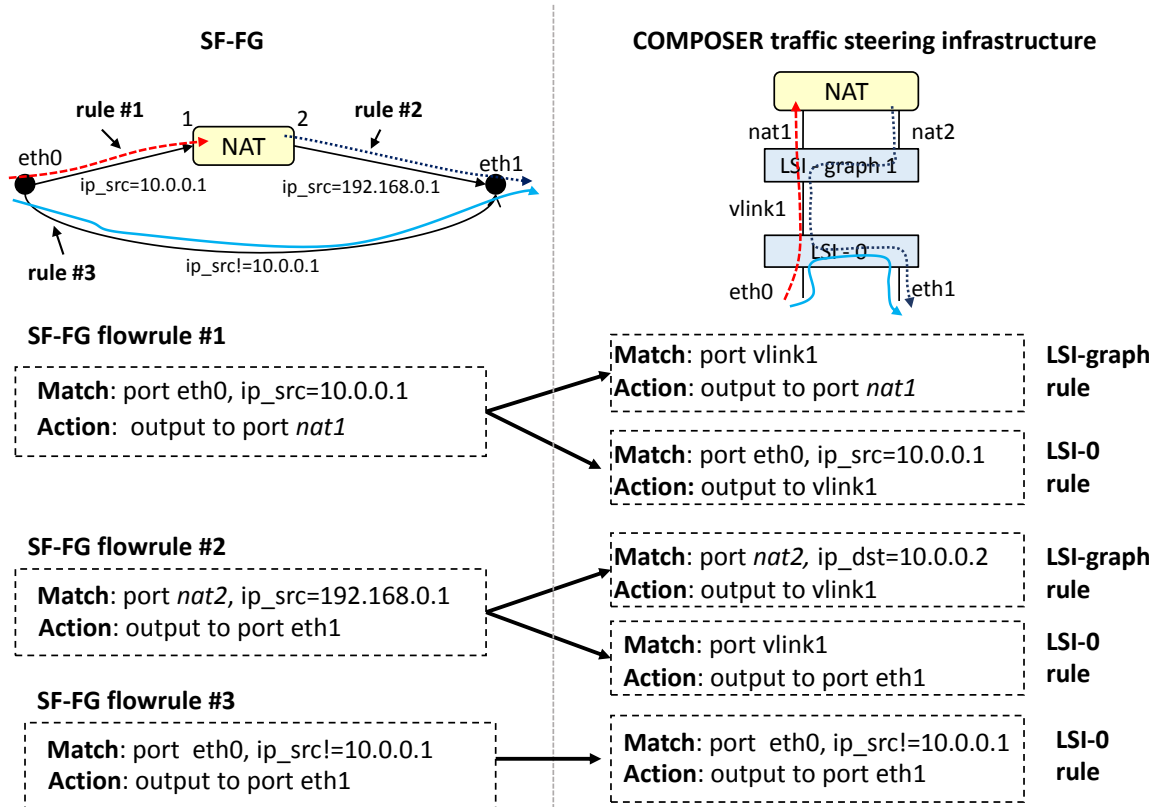 SF-FG
rule #1
rule #2
1
2
NAT
eth0
eth1
ip_src=10.0.0.1
ip_src=192.168.0.1
rule #3
ip_src!=10.0.0.1
COMPOSER traffic steering infrastructure
NAT
nat1
nat2
LSI - graph 1
vlink1
LSI - 0
eth0
eth1
SF-FG flowrule #1
Match: port eth0, ip_src=10.0.0.1
Action: output to port nat1
Match: port vlink1
Action: output to port nat1
LSI-graph
rule
Match: port eth0, ip_src=10.0.0.1
Action: output to vlink1
LSI-0
rule
SF-FG flowrule #2
Match: port nat2, ip_src=192.168.0.1
Action: output to port eth1
Match: port nat2, ip_dst=10.0.0.2
Action: output to vlink1
LSI-graph
rule
Match: port vlink1
Action: output to port eth1
LSI-0
rule
SF-FG flowrule #3
Match: port eth0, ip_src!=10.0.0.1
Action: output to port eth1
Match: port eth0, ip_src!=10.0.0.1
Action: output to port eth1
LSI-0
rule